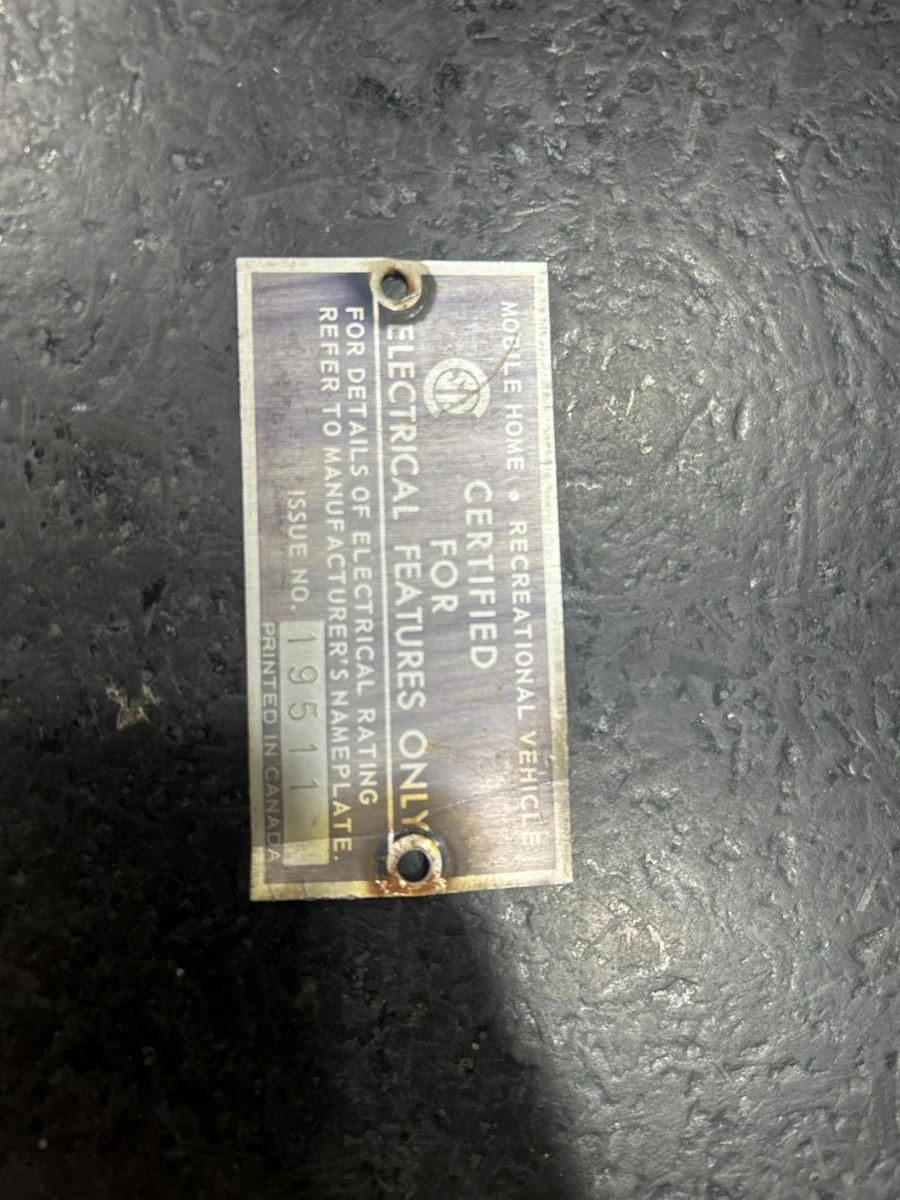 MOBILE HOME • RECREATIONAL VEHICLE
CERTIFIED
FOR
ELECTRICAL FEATURES ONLY
FOR DETAILS OF ELECTRICAL RATING
REFER TO MANUFACTURER'S NAMEPLATE.
ISSUE NO. 19511
PRINTED IN CANADA